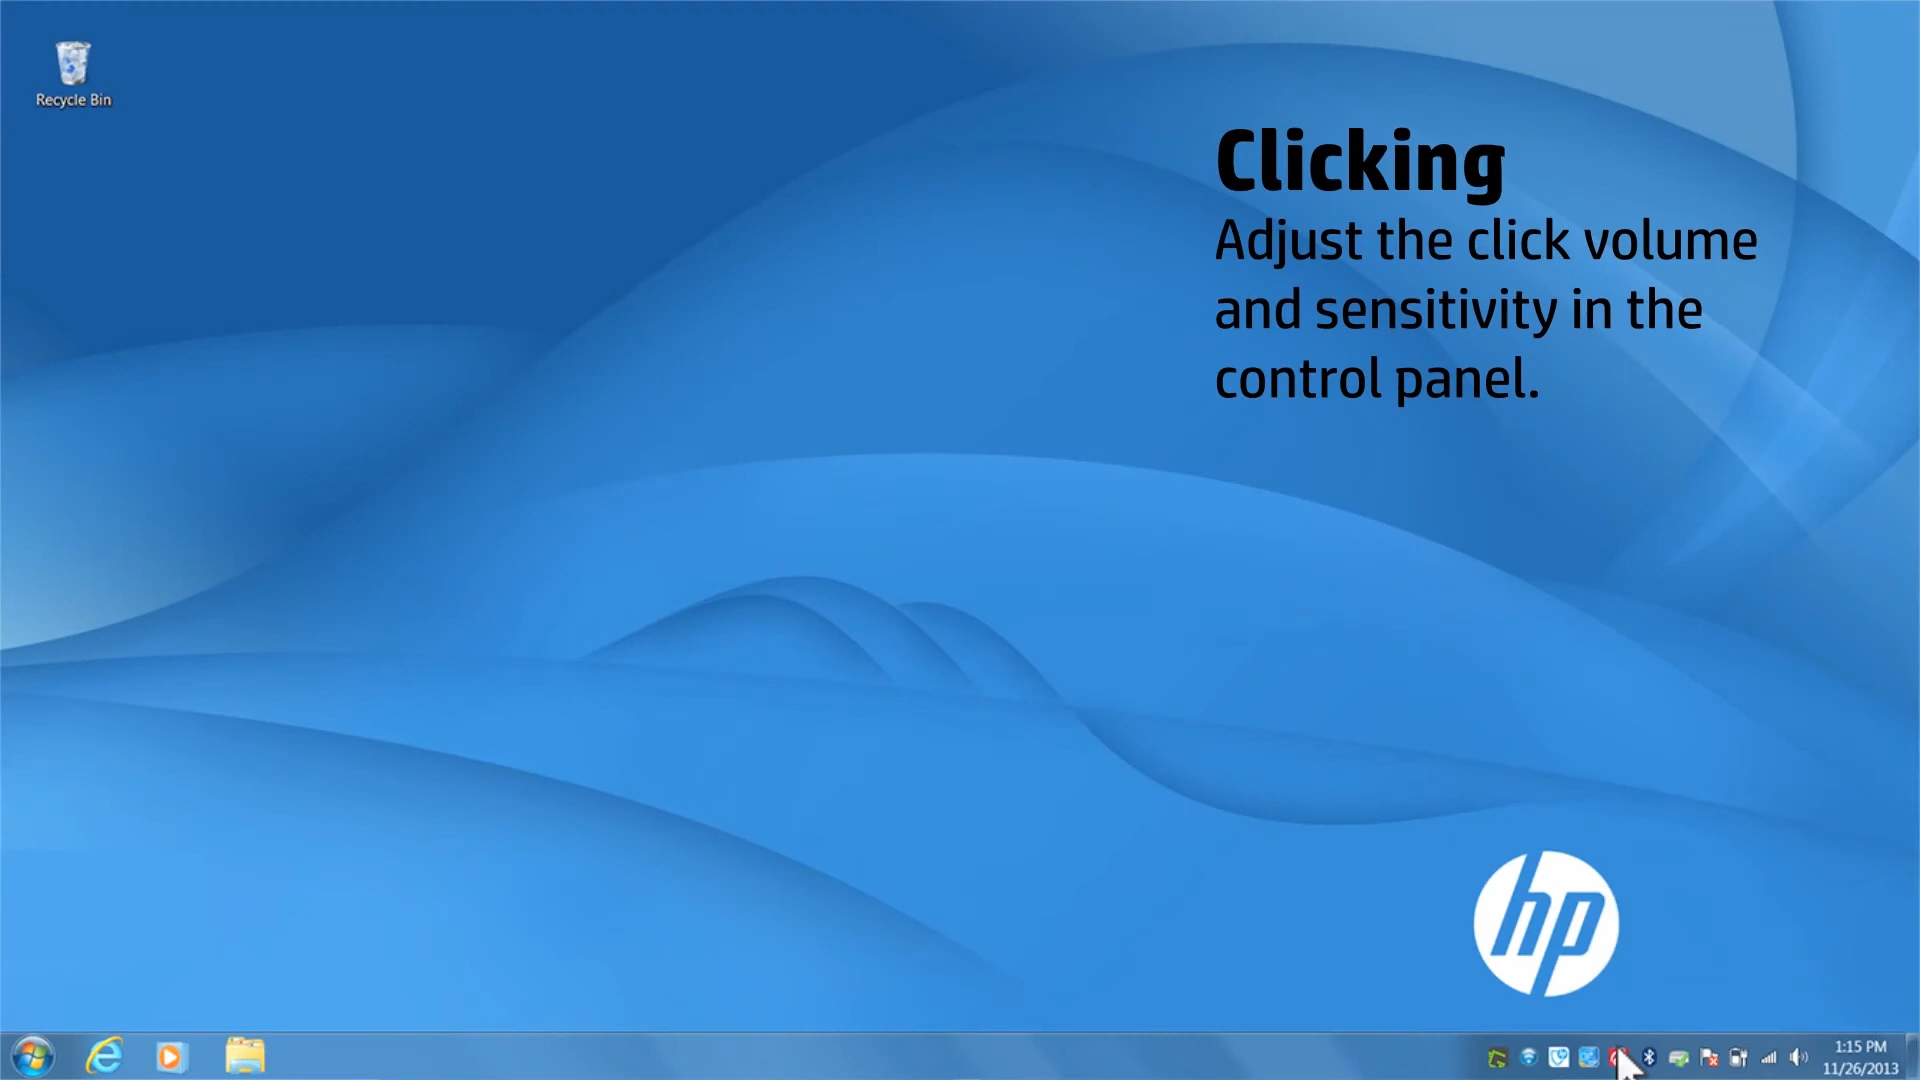 Recycle Bin
Clicking
Adjust the click volume
and sensitivity in the
control panel.
hp
1:15 PM
11/26/2013